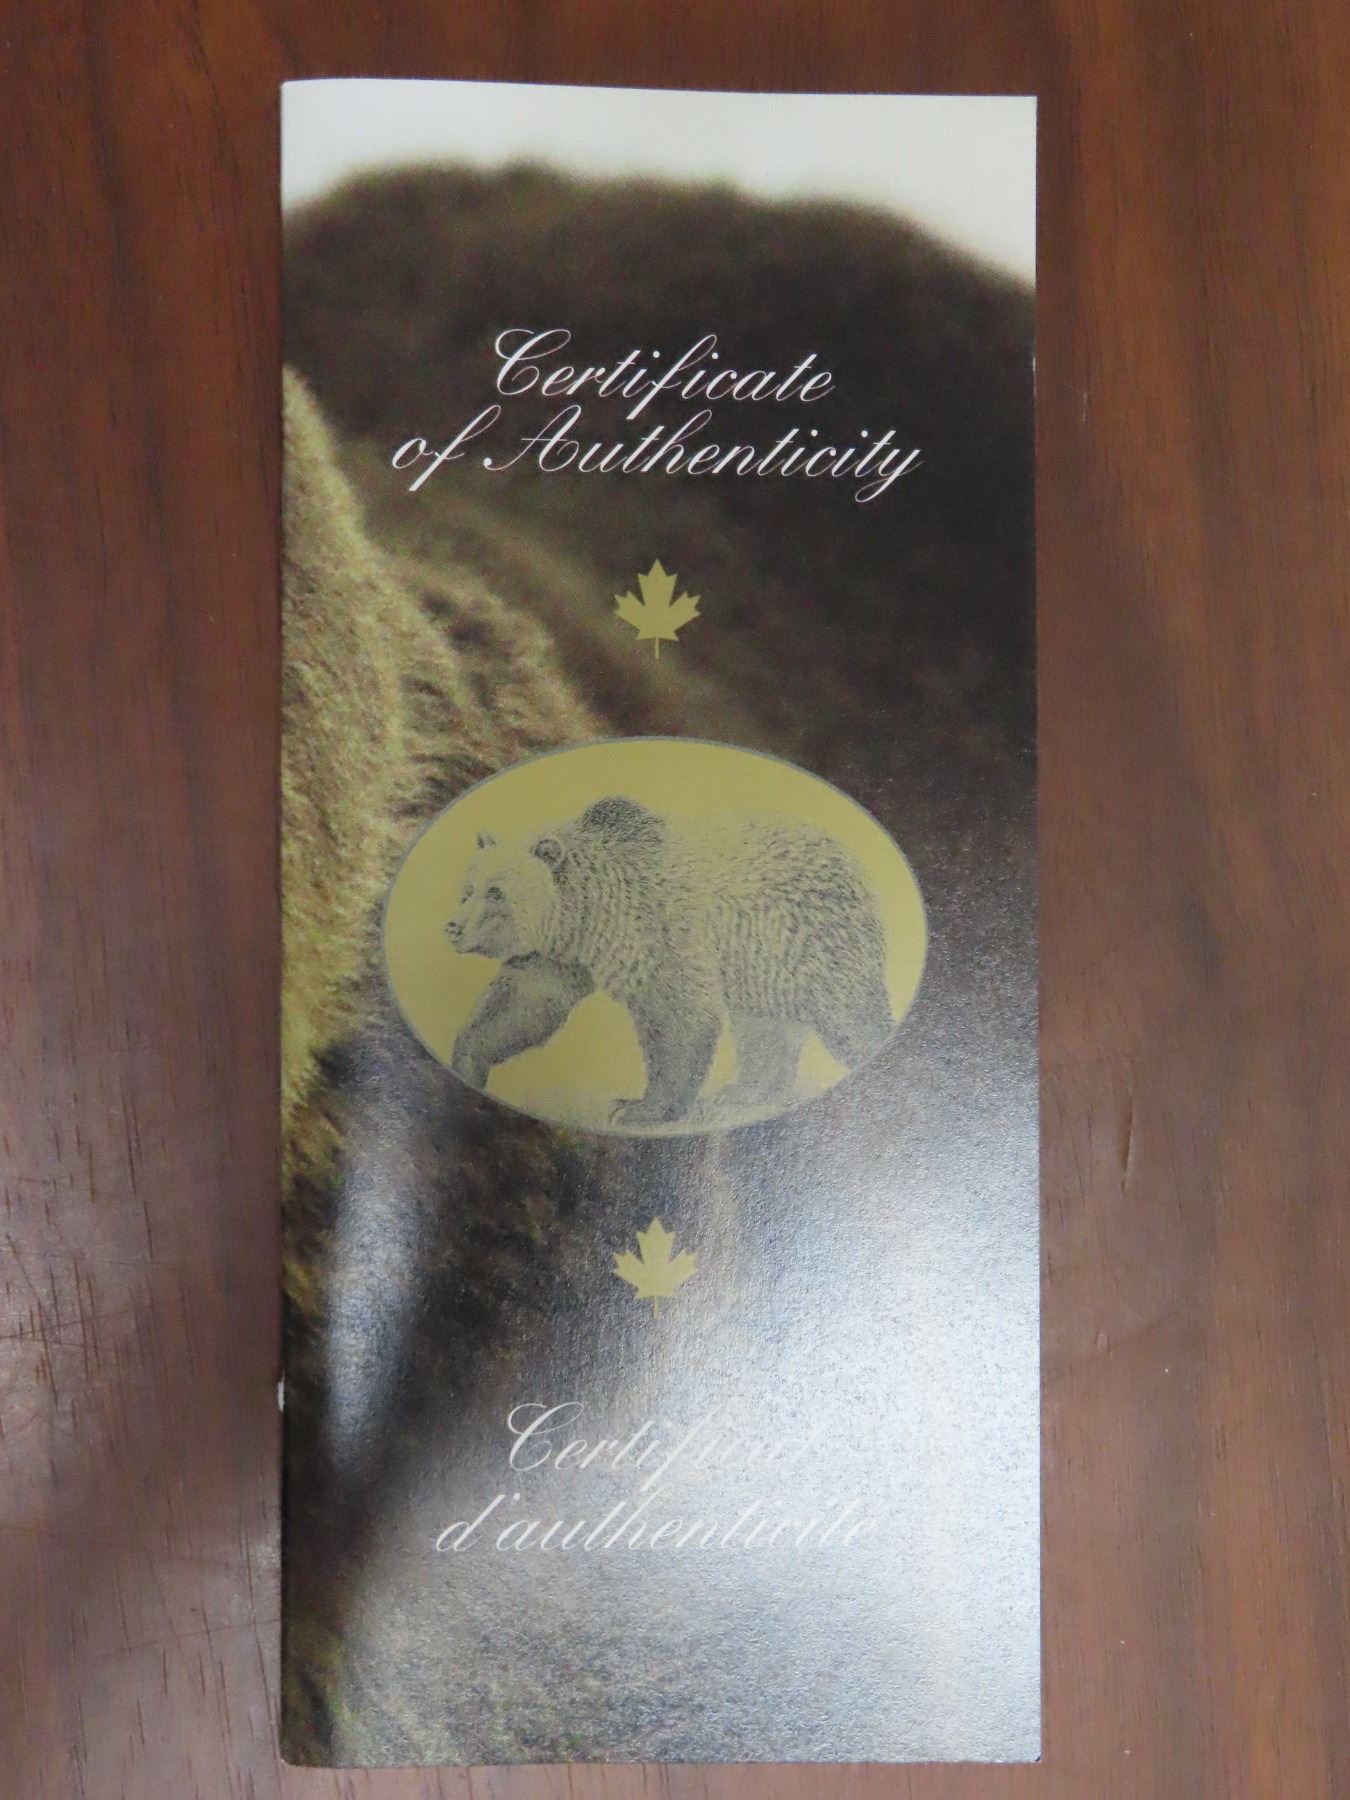 Certificate
of Authenticity
Certificat
d'authenticité